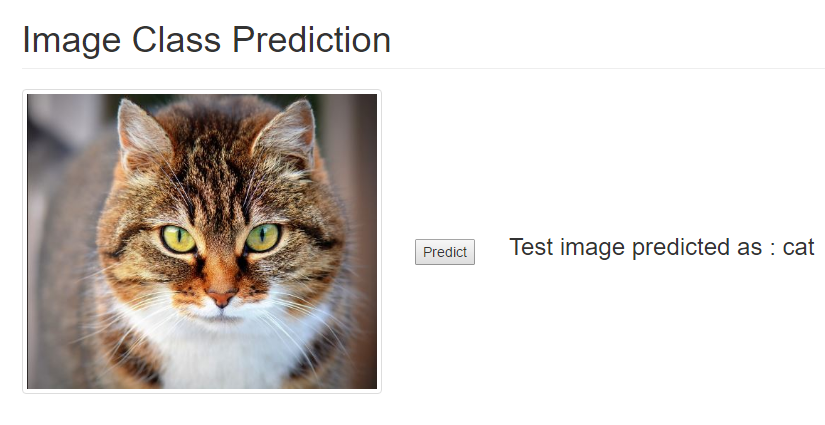 Image Class Prediction
Predict
Test image predicted as : cat